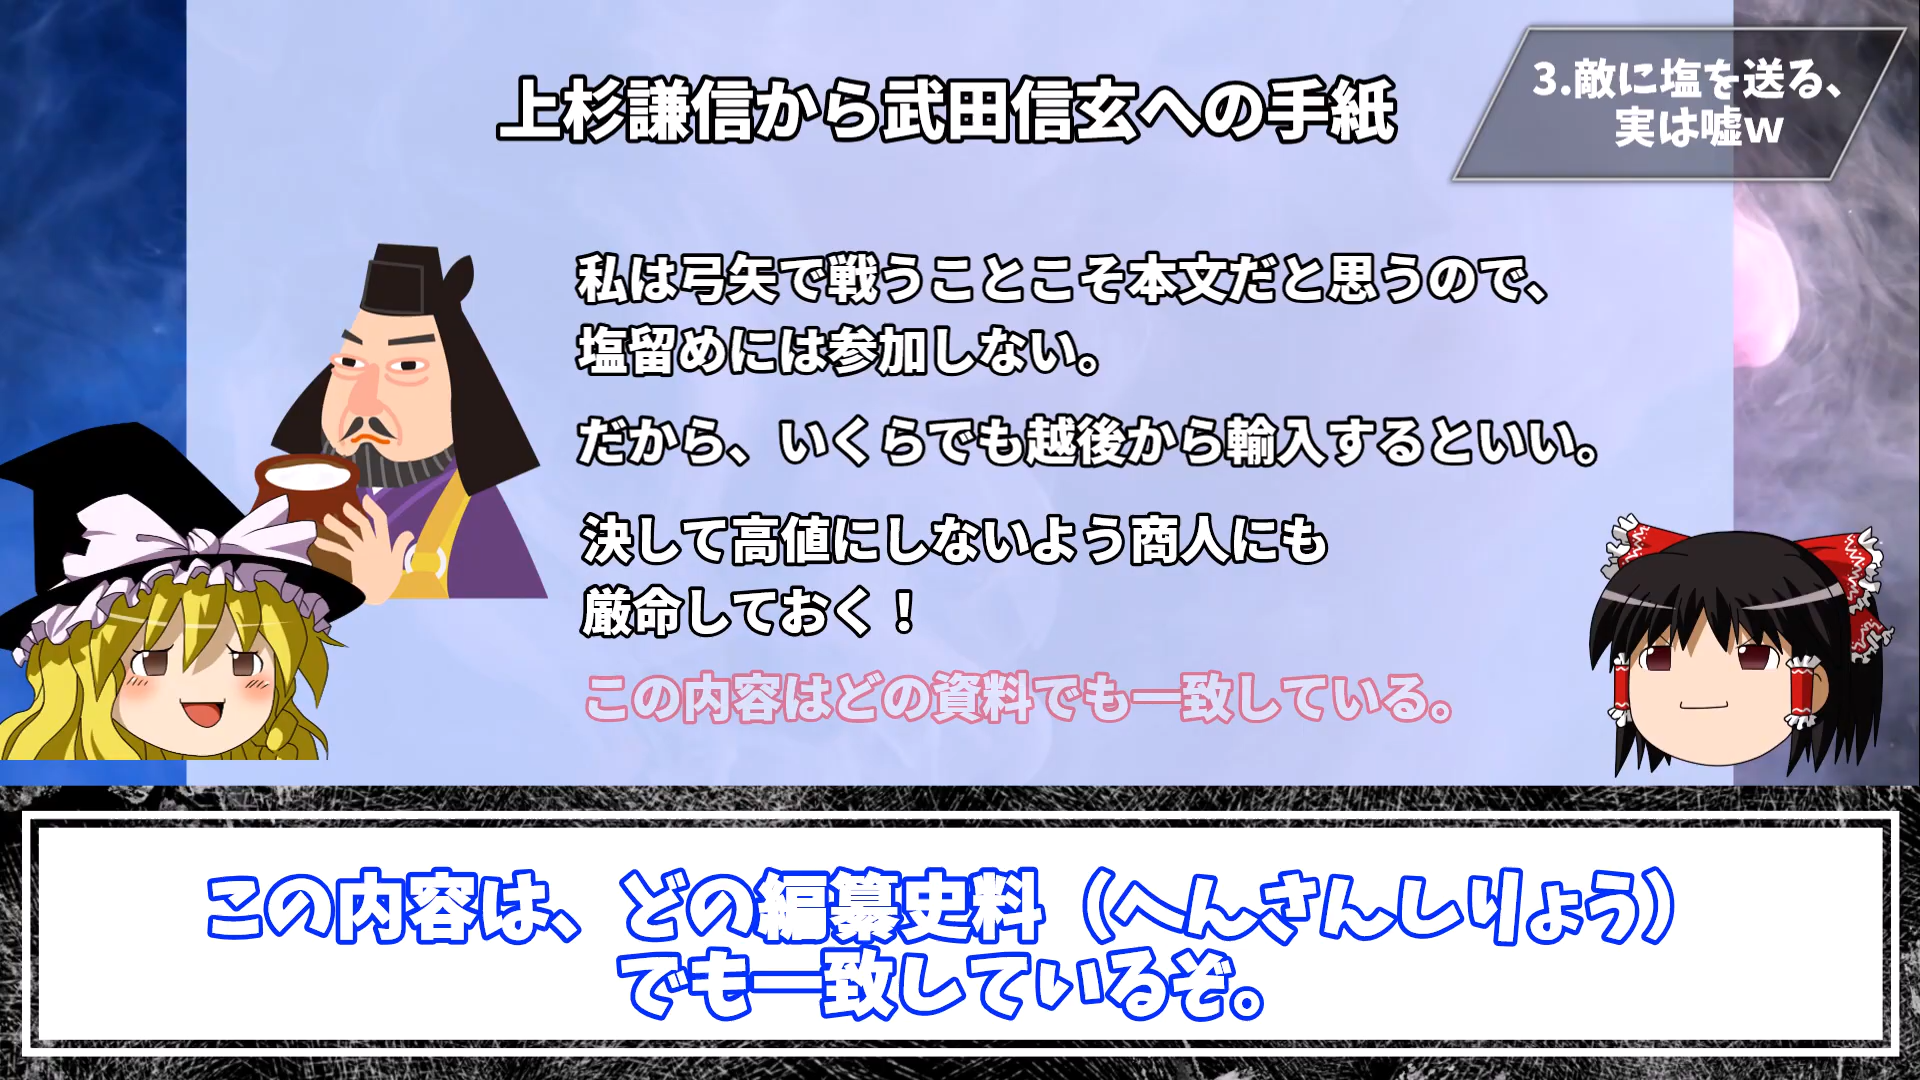 上杉謙信から武田信玄への手紙
3.敵に塩を送る、
実は嘘w
私は弓矢で戦うことこそ本文だと思うので、
塩留めには参加しない。
だから、いくらでも越後から輸入するといい。
決して高値にしないよう商人にも
厳命しておく！
この内容はどの資料でも一致している。
この内容は、どの編纂史料（へんさんしりょう）
でも一致しているぞ。